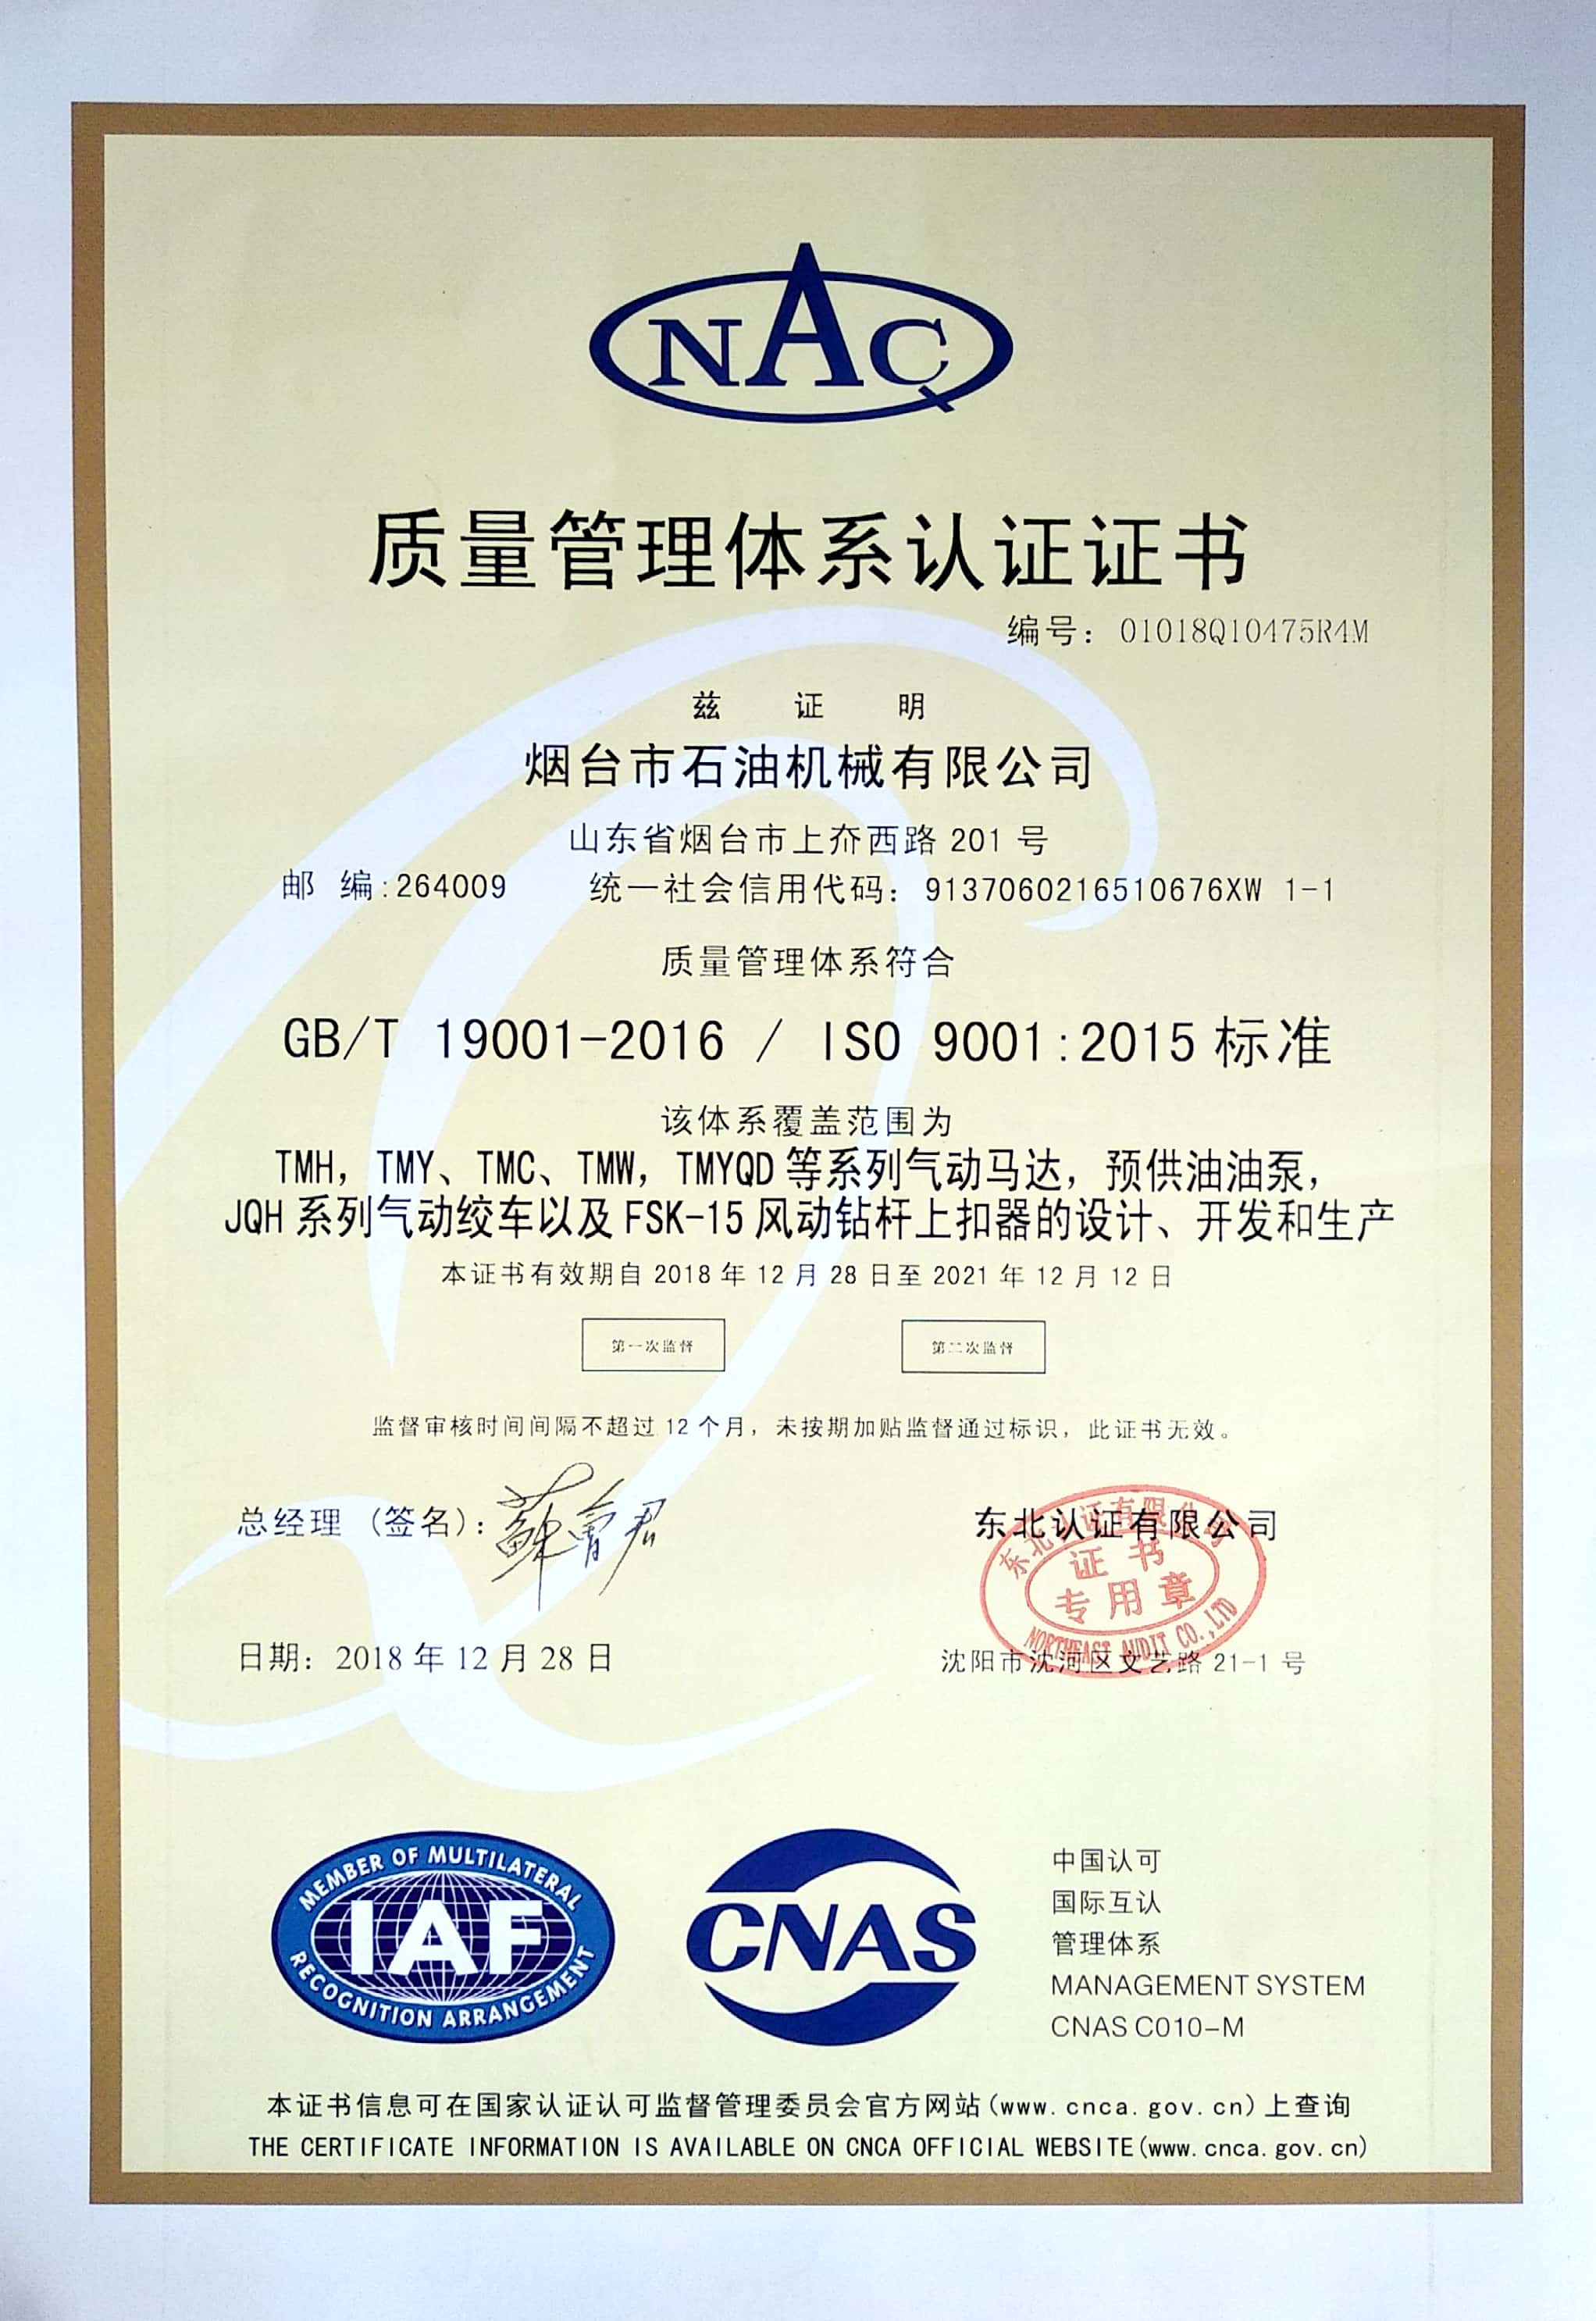 NAQ
质量管理体系认证证书
编号：01018Q10475R4M
兹 证 明
烟台市石油机械有限公司
山东省烟台市上夼西路 201 号
邮 编:264009 统一社会信用代码：9137060216510676XW 1-1
质量管理体系符合
GB/T 19001-2016 / ISO 9001:2015 标准
该体系覆盖范围为
TMH，TMY、TMC、TMW，TMYQD 等系列气动马达，预供油油泵，
JQH 系列气动绞车以及 FSK-15 风动钻杆上扣器的设计、开发和生产
本证书有效期自 2018 年 12 月 28 日至 2021 年 12 月 12 日
第一次监督 第二次监督
监督审核时间间隔不超过 12 个月，未按期加贴监督通过标识，此证书无效。
总经理（签名）：
东北认证有限公司
东北认证有限公司
证书
专用章
NORTHEAST AUDIT CO.,LTD
日期：2018 年 12 月 28 日
沈阳市沈河区文艺路 21-1 号
MEMBER OF MULTILATERAL
IAF
RECOGNITION ARRANGEMENT
CNAS
中国认可
国际互认
管理体系
MANAGEMENT SYSTEM
CNAS C010-M
本证书信息可在国家认证认可监督管理委员会官方网站(www.cnca.gov.cn)上查询
THE CERTIFICATE INFORMATION IS AVAILABLE ON CNCA OFFICIAL WEBSITE(www.cnca.gov.cn)